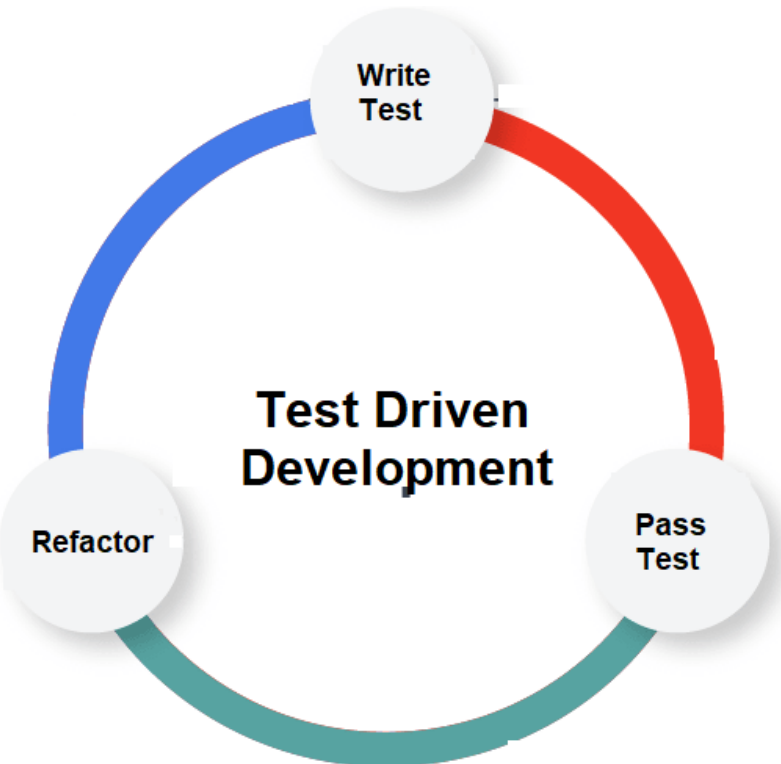 Write
Test
Test Driven
Development
Refactor
Pass
Test